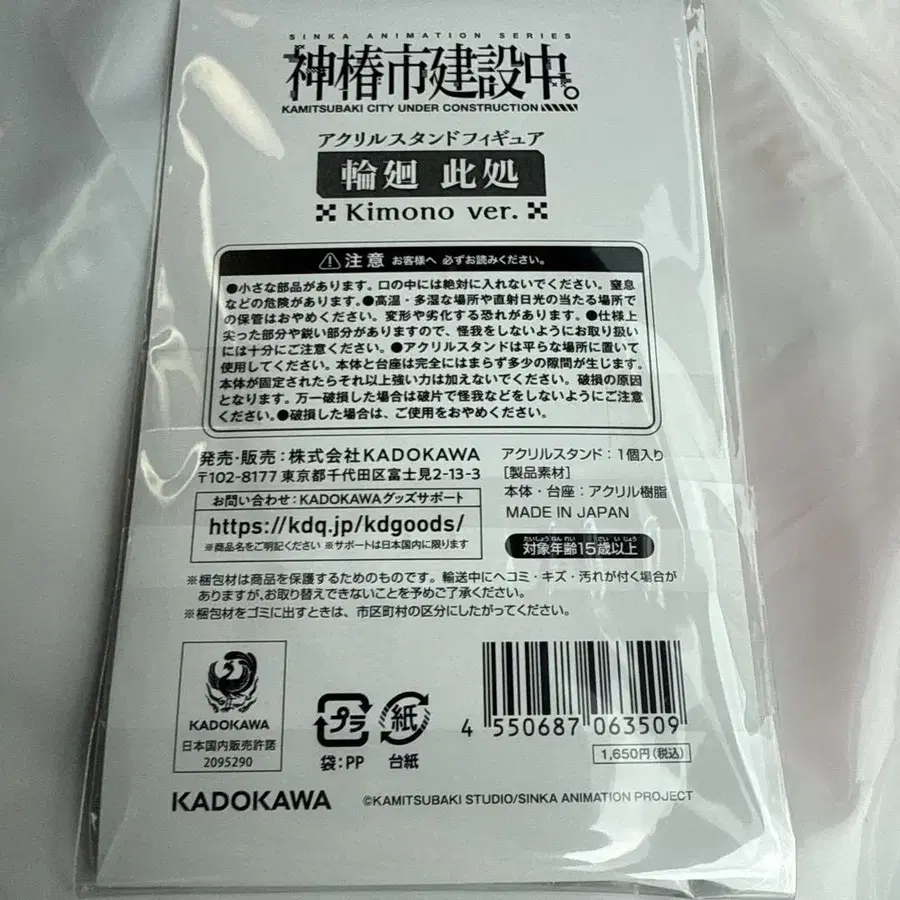 SINKA ANIMATION SERIES
神椿市建設中。
KAMITSUBAKI CITY UNDER CONSTRUCTION
アクリルスタンドフィギュア
輪廻 此処
Kimono ver.
注意 お客様へ 必ずお読みください。
●小さな部品があります。口の中には絶対に入れないでください。窒息
などの危険があります。●高温・多湿な場所や直射日光の当たる場所で
の保管はおやめください。変形や劣化する恐れがあります。●仕様上
尖った部分や鋭い部分がありますので、怪我をしないようにお取り扱い
には十分にご注意ください。●アクリルスタンドは平らな場所に置いて
使用してください。本体と台座は完全にはまらず多少の隙間が生じます。
本体が固定されたらそれ以上強い力は加えないでください。破損の原因
となります。万一破損した場合は破片で怪我などをしないようにご注意
ください。●破損した場合は、ご使用をおやめください。
発売・販売：株式会社KADOKAWA
〒102-8177 東京都千代田区富士見2-13-3
お問い合わせ：KADOKAWAグッズサポート
https://kdq.jp/kdgoods/
※商品名をご明記ください ※サポートは日本国内に限ります
アクリルスタンド：1個入り
[製品素材]
本体・台座：アクリル樹脂
MADE IN JAPAN
たいしょうねんれい さいいじょう
対象年齢15歳以上
※梱包材は商品を保護するためのものです。輸送中にヘコミ・キズ・汚れが付く場合が
ありますが、お取り替えできないことを予めご了承ください。
※梱包材をゴミに出すときは、市区町村の区分にしたがってください。
KADOKAWA
日本国内販売許諾
2095290
プラ
袋：PP
紙
台紙
4 550687 063509
1,650円（税込）
KADOKAWA
©KAMITSUBAKI STUDIO/SINKA ANIMATION PROJECT